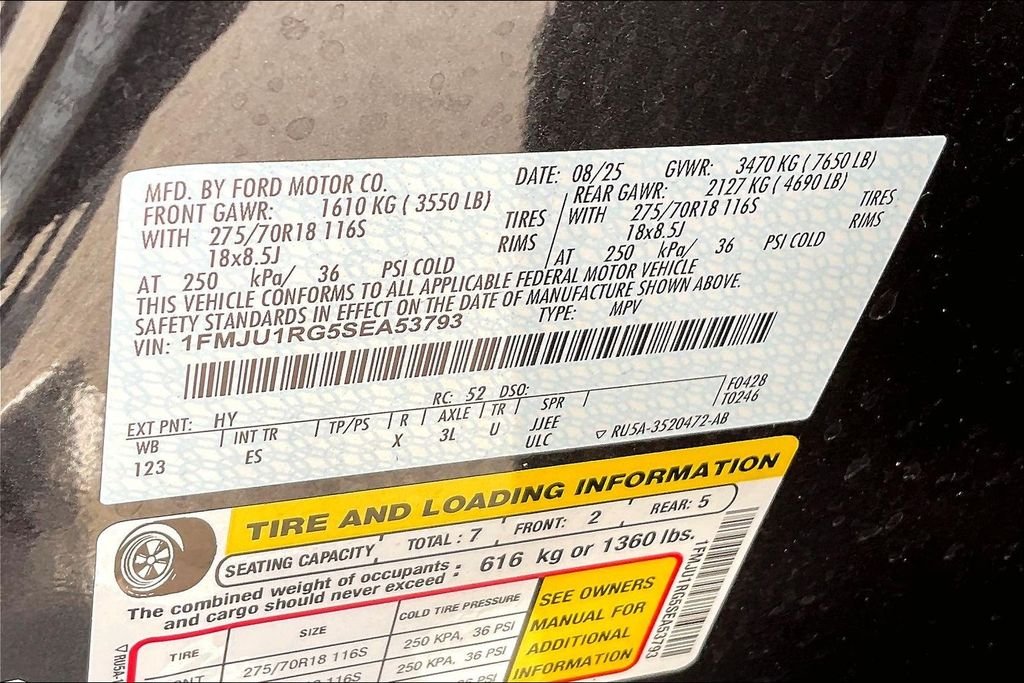 MFD. BY FORD MOTOR CO. DATE: 08/25 GVWR: 3470 KG (7650 LB)
FRONT GAWR: 1610 KG (3550 LB) REAR GAWR: 2127 KG (4690 LB)
WITH 275/70R18 116S TIRES WITH 275/70R18 116S TIRES
18x8.5J RIMS 18x8.5J RIMS
AT 250 kPa/ 36 PSI COLD AT 250 kPa/ 36 PSI COLD
THIS VEHICLE CONFORMS TO ALL APPLICABLE FEDERAL MOTOR VEHICLE
SAFETY STANDARDS IN EFFECT ON THE DATE OF MANUFACTURE SHOWN ABOVE.
VIN: 1FMJU1RG5SEA53793 TYPE: MPV
EXT PNT: HY RC: 52 DSO: F0428
T0246
WB INT TR TP/PS R AXLE TR SPR
123 ES X 3L U JJEE
ULC ▽ RU5A-3520472-AB
TIRE AND LOADING INFORMATION
SEATING CAPACITY TOTAL: 7 FRONT: 2 REAR: 5
The combined weight of occupants and cargo should never exceed : 616 kg or 1360 lbs.
TIRE SIZE COLD TIRE PRESSURE
275/70R18 116S 250 KPA, 36 PSI
275/70R18 116S 250 KPA, 36 PSI
SEE OWNERS
MANUAL FOR
ADDITIONAL
INFORMATION
1FMJU1RG5SEA53793